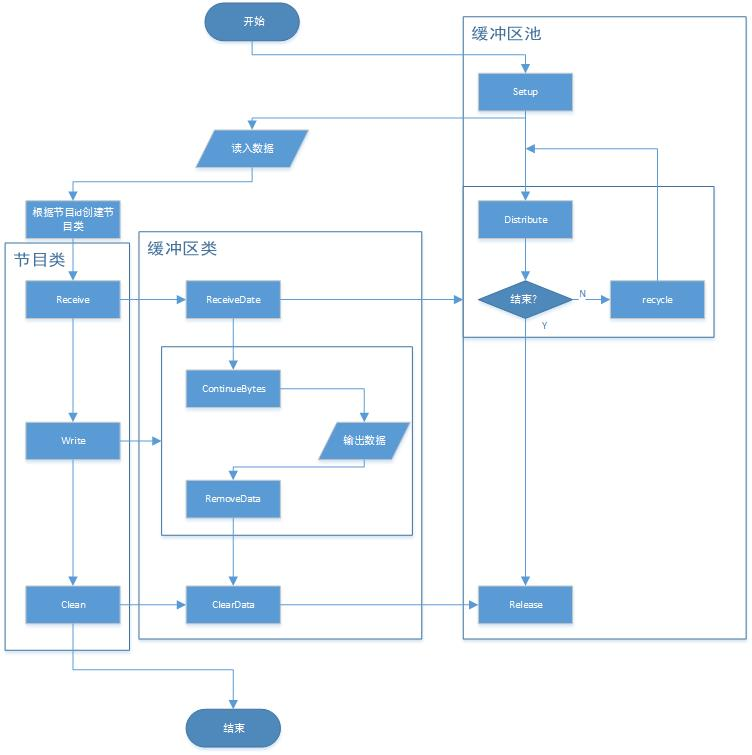 开始
缓冲区池
Setup
读入数据
根据节目id创建节
目类
Distribute
节目类
缓冲区类
Receive
ReceiveDate
结束?
N
recycle
Y
ContinueBytes
Write
输出数据
RemoveData
Clean
ClearData
Release
结束